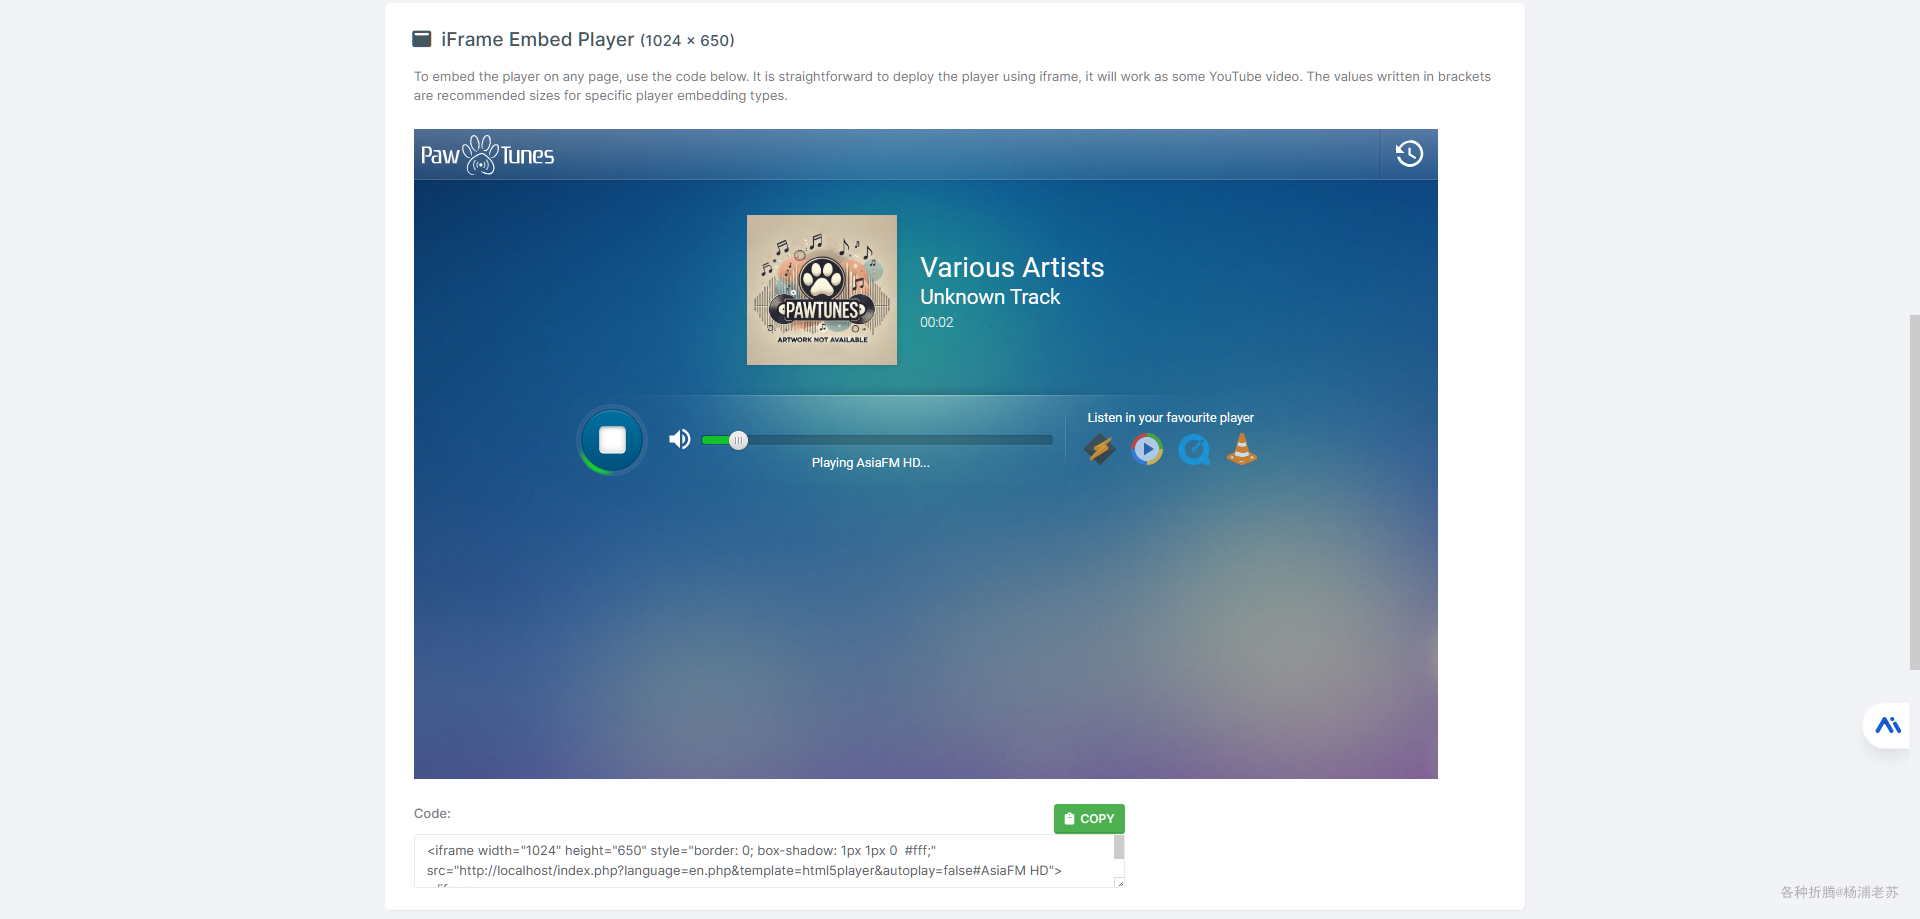 iFrame Embed Player (1024 × 650)
To embed the player on any page, use the code below. It is straightforward to deploy the player using iframe, it will work as some YouTube video. The values written in brackets
are recommended sizes for specific player embedding types.
Paw Tunes
PAWTUNES
ARTWORK NOT AVAILABLE
Various Artists
Unknown Track
00:02
Playing AsiaFM HD...
Listen in your favourite player
Code:
COPY
<iframe width="1024" height="650" style="border: 0; box-shadow: 1px 1px 0  #fff;"
src="http://localhost/index.php?language=en.php&template=html5player&autoplay=false#AsiaFM HD">
各种折腾@杨浦老苏